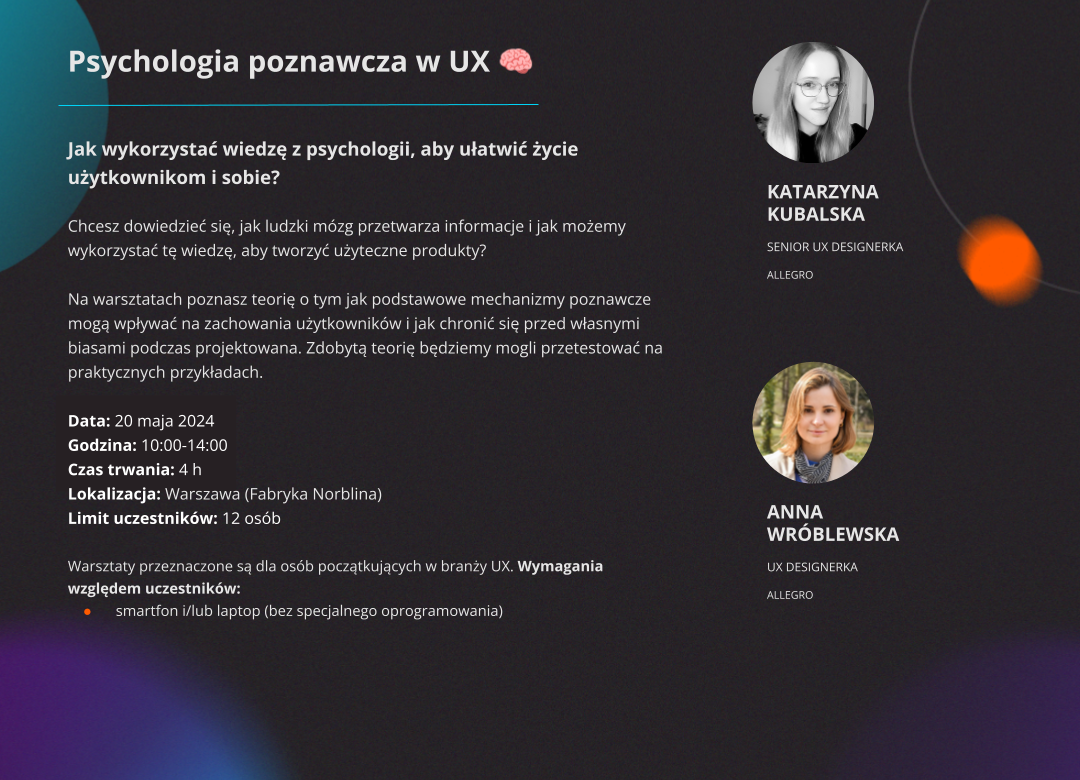 Psychologia poznawcza w UX 🧠
Jak wykorzystać wiedzę z psychologii, aby ułatwić życie
użytkownikom i sobie?
Chcesz dowiedzieć się, jak ludzki mózg przetwarza informacje i jak możemy
wykorzystać tę wiedzę, aby tworzyć użyteczne produkty?
Na warsztatach poznasz teorię o tym jak podstawowe mechanizmy poznawcze
mogą wpływać na zachowania użytkowników i jak chronić się przed własnymi
biasami podczas projektowana. Zdobytą teorię będziemy mogli przetestować na
praktycznych przykładach.
Data: 20 maja 2024
Godzina: 10:00-14:00
Czas trwania: 4 h
Lokalizacja: Warszawa (Fabryka Norblina)
Limit uczestników: 12 osób
Warsztaty przeznaczone są dla osób początkujących w branży UX. Wymagania
względem uczestników:
● smartfon i/lub laptop (bez specjalnego oprogramowania)
KATARZYNA
KUBALSKA
SENIOR UX DESIGNERKA
ALLEGRO
ANNA
WRÓBLEWSKA
UX DESIGNERKA
ALLEGRO